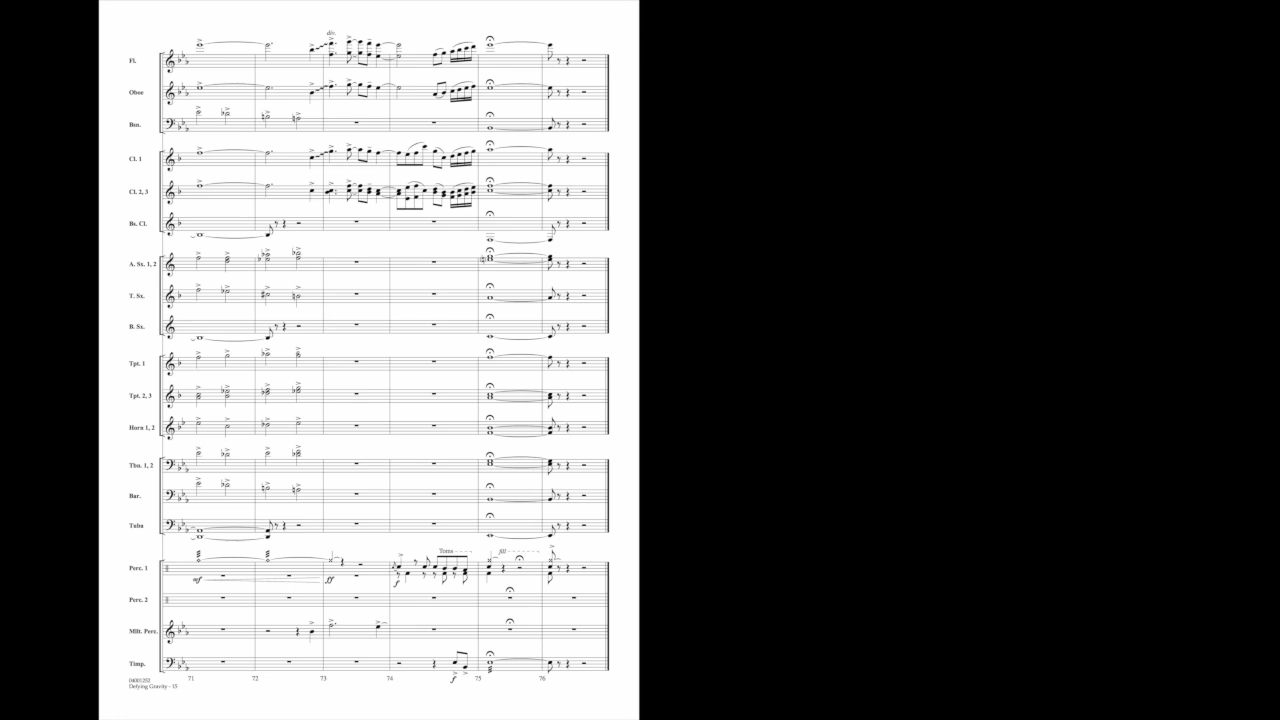 div.
Fl.
Oboe
Bsn.
Cl. 1
Cl. 2, 3
Bs. Cl.
A. Sx. 1, 2
T. Sx.
B. Sx.
Tpt. 1
Tpt. 2, 3
Horn 1, 2
Tbn. 1, 2
Bar.
Tuba
Toms
fill
Perc. 1
mf
ff
f
Perc. 2
Mlt. Perc.
Timp.
f
71 72 73 74 75 76
04001252
Defying Gravity - 15